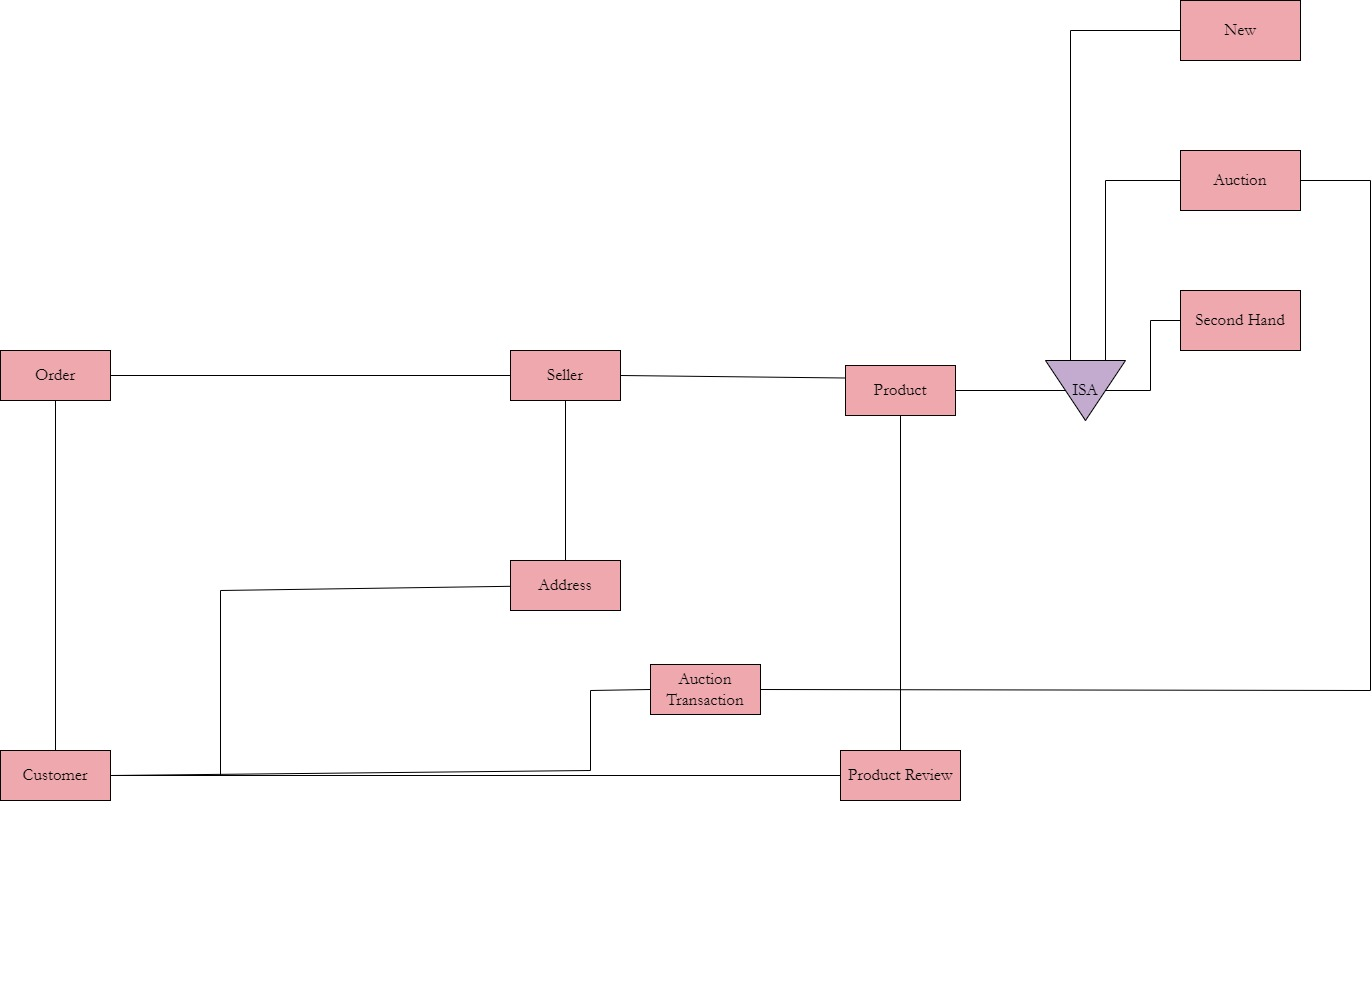 New
Auction
Second Hand
Order
Seller
Product
ISA
Address
Auction
Transaction
Customer
Product Review